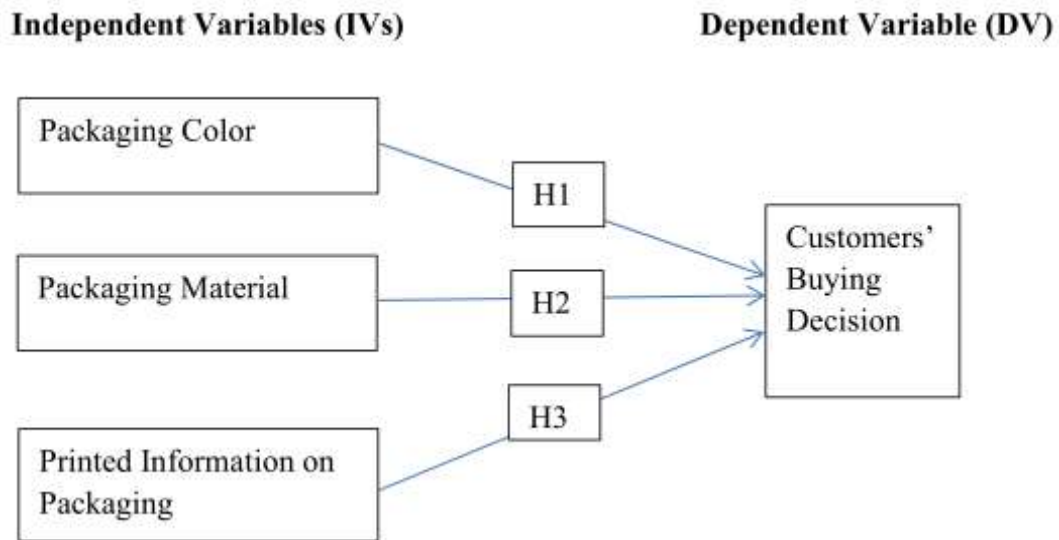 Independent Variables (IVs)
Dependent Variable (DV)
Packaging Color
H1
Packaging Material
H2
Printed Information on
Packaging
H3
Customers’
Buying
Decision